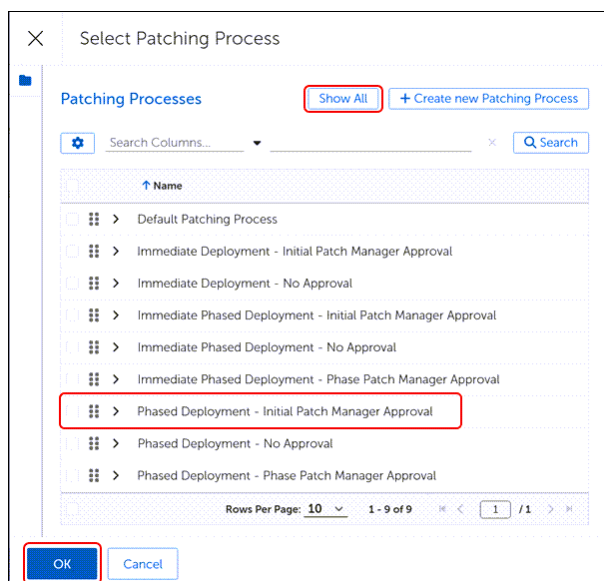 Select Patching Process
Patching Processes
Show All
+ Create new Patching Process
Search Columns...
Search
Name
Default Patching Process
Immediate Deployment - Initial Patch Manager Approval
Immediate Deployment - No Approval
Immediate Phased Deployment - Initial Patch Manager Approval
Immediate Phased Deployment - No Approval
Immediate Phased Deployment - Phase Patch Manager Approval
Phased Deployment - Initial Patch Manager Approval
Phased Deployment - No Approval
Phased Deployment - Phase Patch Manager Approval
Rows Per Page: 10 1 - 9 of 9 1 / 1
OK
Cancel